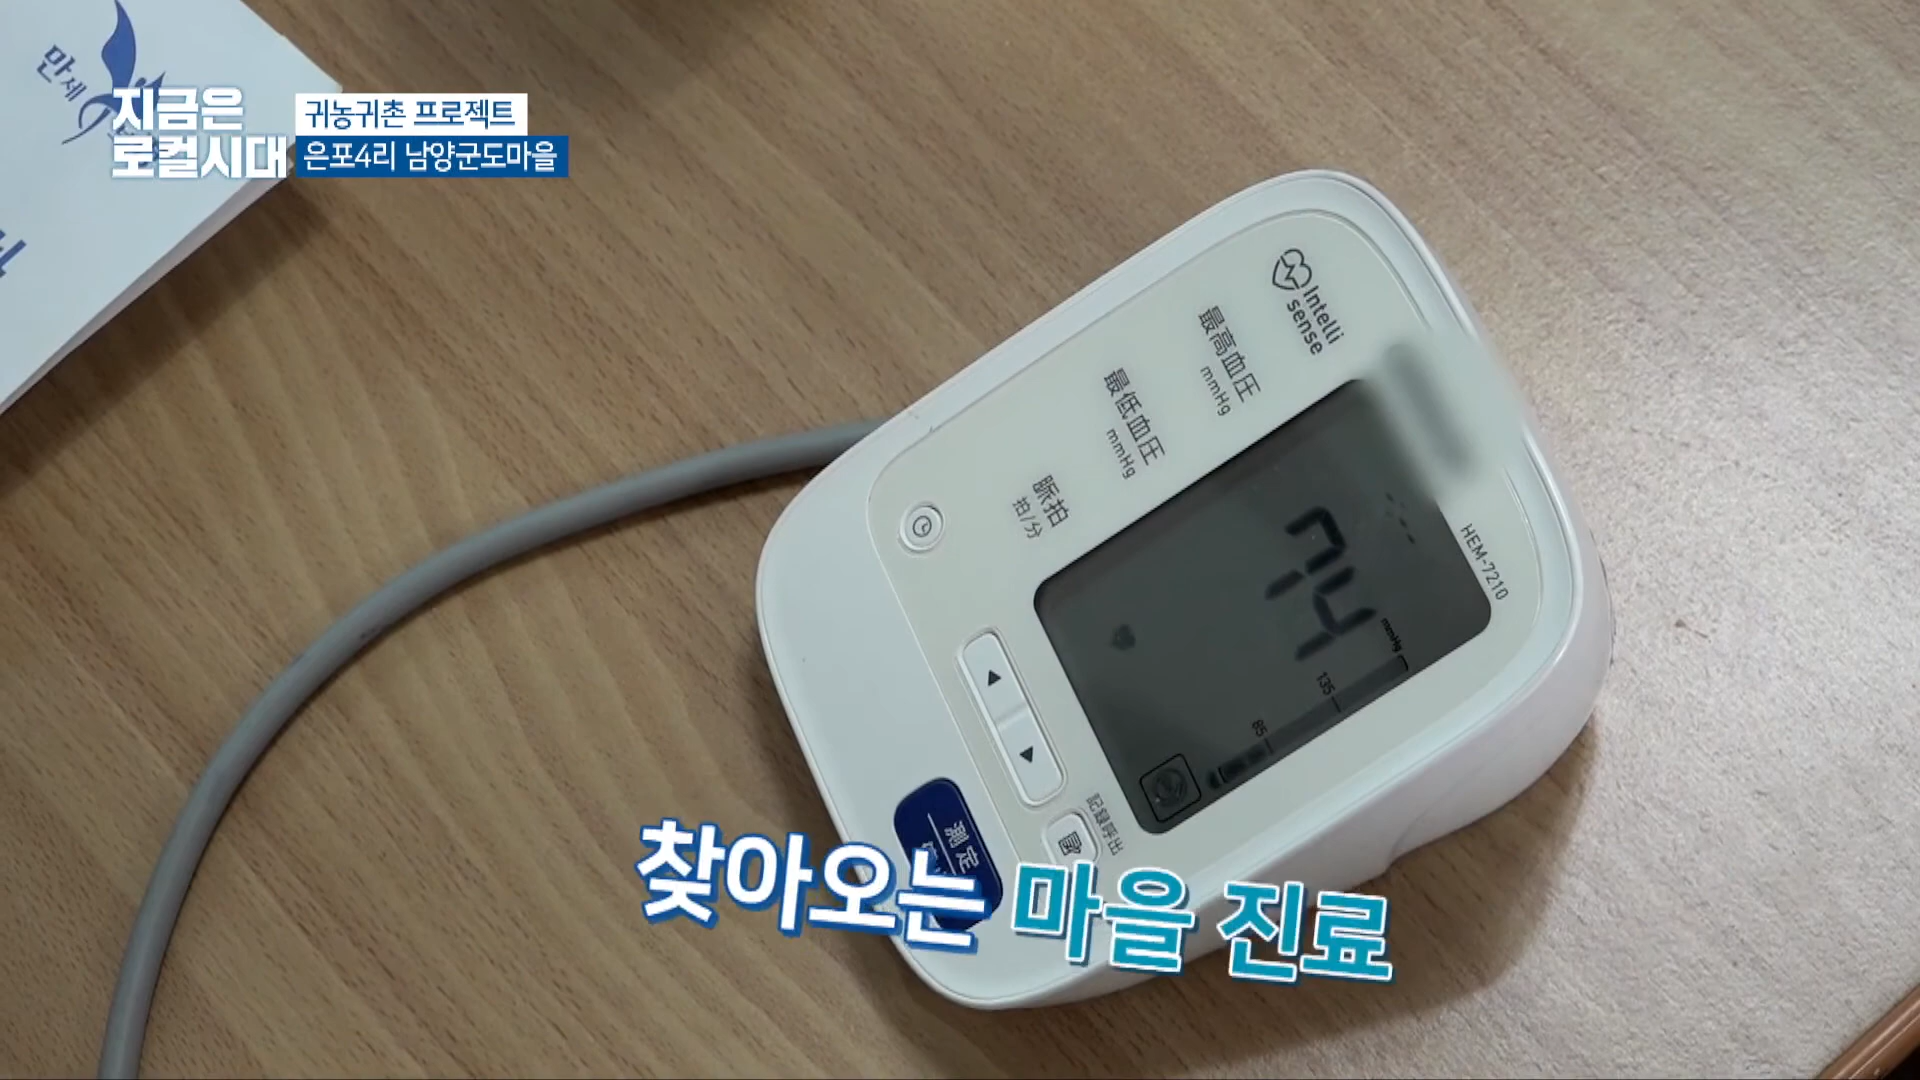 만세
지금은
로컬시대
귀농귀촌 프로젝트
은포4리 남양군도마을
Intelli
sense
最高血圧
mmHg
最低血圧
mmHg
脈拍
拍/分
HEM-7210
74
mmHg
135
85
記録呼出
測定
찾아오는 마을 진료